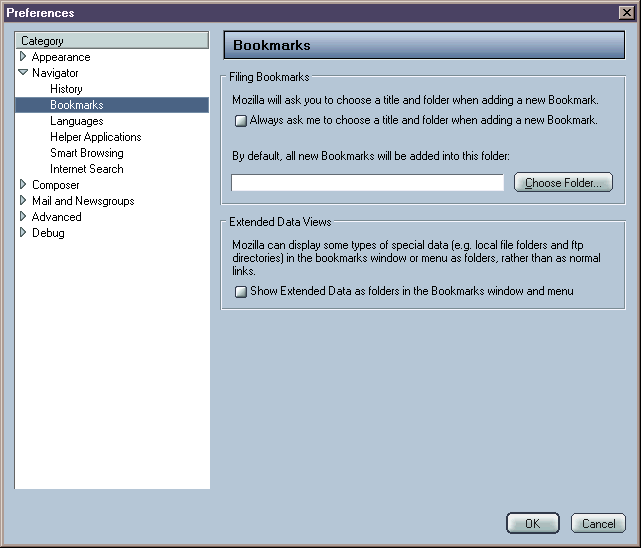 Preferences
Category
Appearance
Navigator
History
Bookmarks
Languages
Helper Applications
Smart Browsing
Internet Search
Composer
Mail and Newsgroups
Advanced
Debug
Bookmarks
Filing Bookmarks
Mozilla will ask you to choose a title and folder when adding a new Bookmark.
Always ask me to choose a title and folder when adding a new Bookmark.
By default, all new Bookmarks will be added into this folder:
Choose Folder...
Extended Data Views
Mozilla can display some types of special data (e.g. local file folders and ftp
directories) in the bookmarks window or menu as folders, rather than as normal
links.
Show Extended Data as folders in the Bookmarks window and menu
OK
Cancel